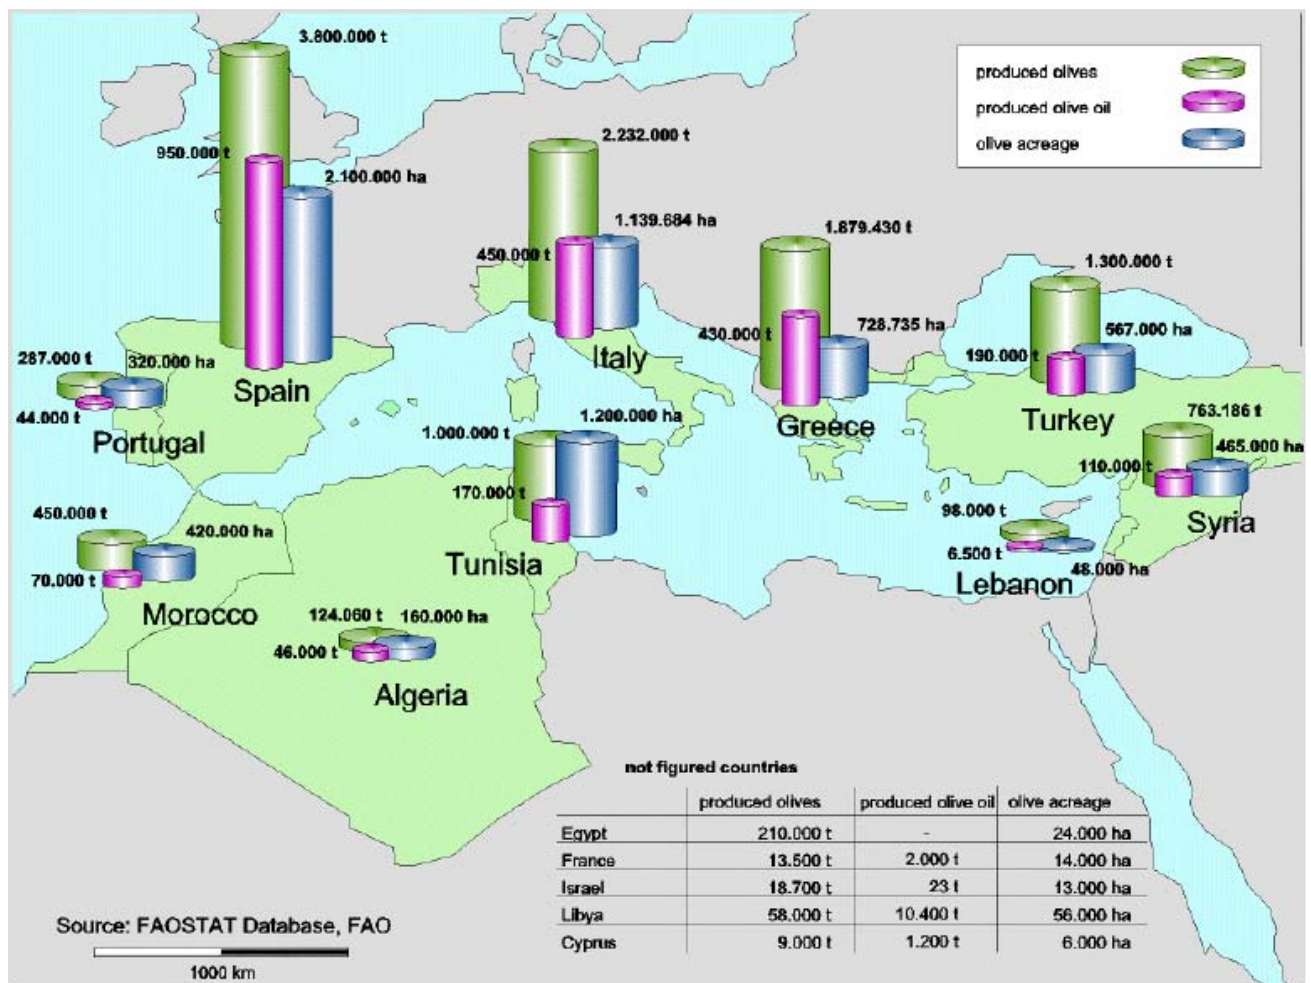 3.800.000 t
950.000 t
2.100.000 ha
Spain
2.232.000 t
450.000 t
1.139.684 ha
Italy
produced olives
produced olive oil
olive acreage
1.879.430 t
430.000 t
728.735 ha
Greece
1.300.000 t
190.000 t
567.000 ha
Turkey
287.000 t
320.000 ha
44.000 t
Portugal
1.000.000 t
1.200.000 ha
170.000 t
Tunisia
763.186 t
465.000 ha
110.000 t
Syria
450.000 t
420.000 ha
70.000 t
Morocco
98.000 t
6.500 t
48.000 ha
Lebanon
124.060 t
160.000 ha
46.000 t
Algeria
not figured countries
produced olives produced olive oil olive acreage
Egypt 210.000 t - 24.000 ha
France 13.500 t 2.000 t 14.000 ha
Israel 18.700 t 23 t 13.000 ha
Libya 58.000 t 10.400 t 56.000 ha
Cyprus 9.000 t 1.200 t 6.000 ha
Source: FAOSTAT Database, FAO
1000 km